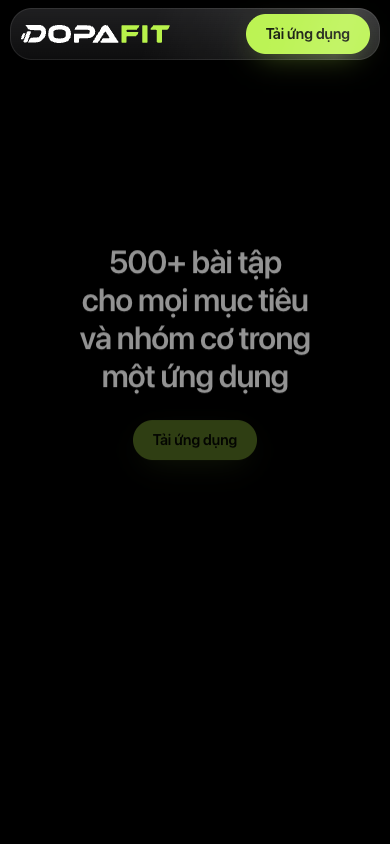 DOPAFIT
Tải ứng dụng
500+ bài tập
cho mọi mục tiêu
và nhóm cơ trong
một ứng dụng
Tải ứng dụng